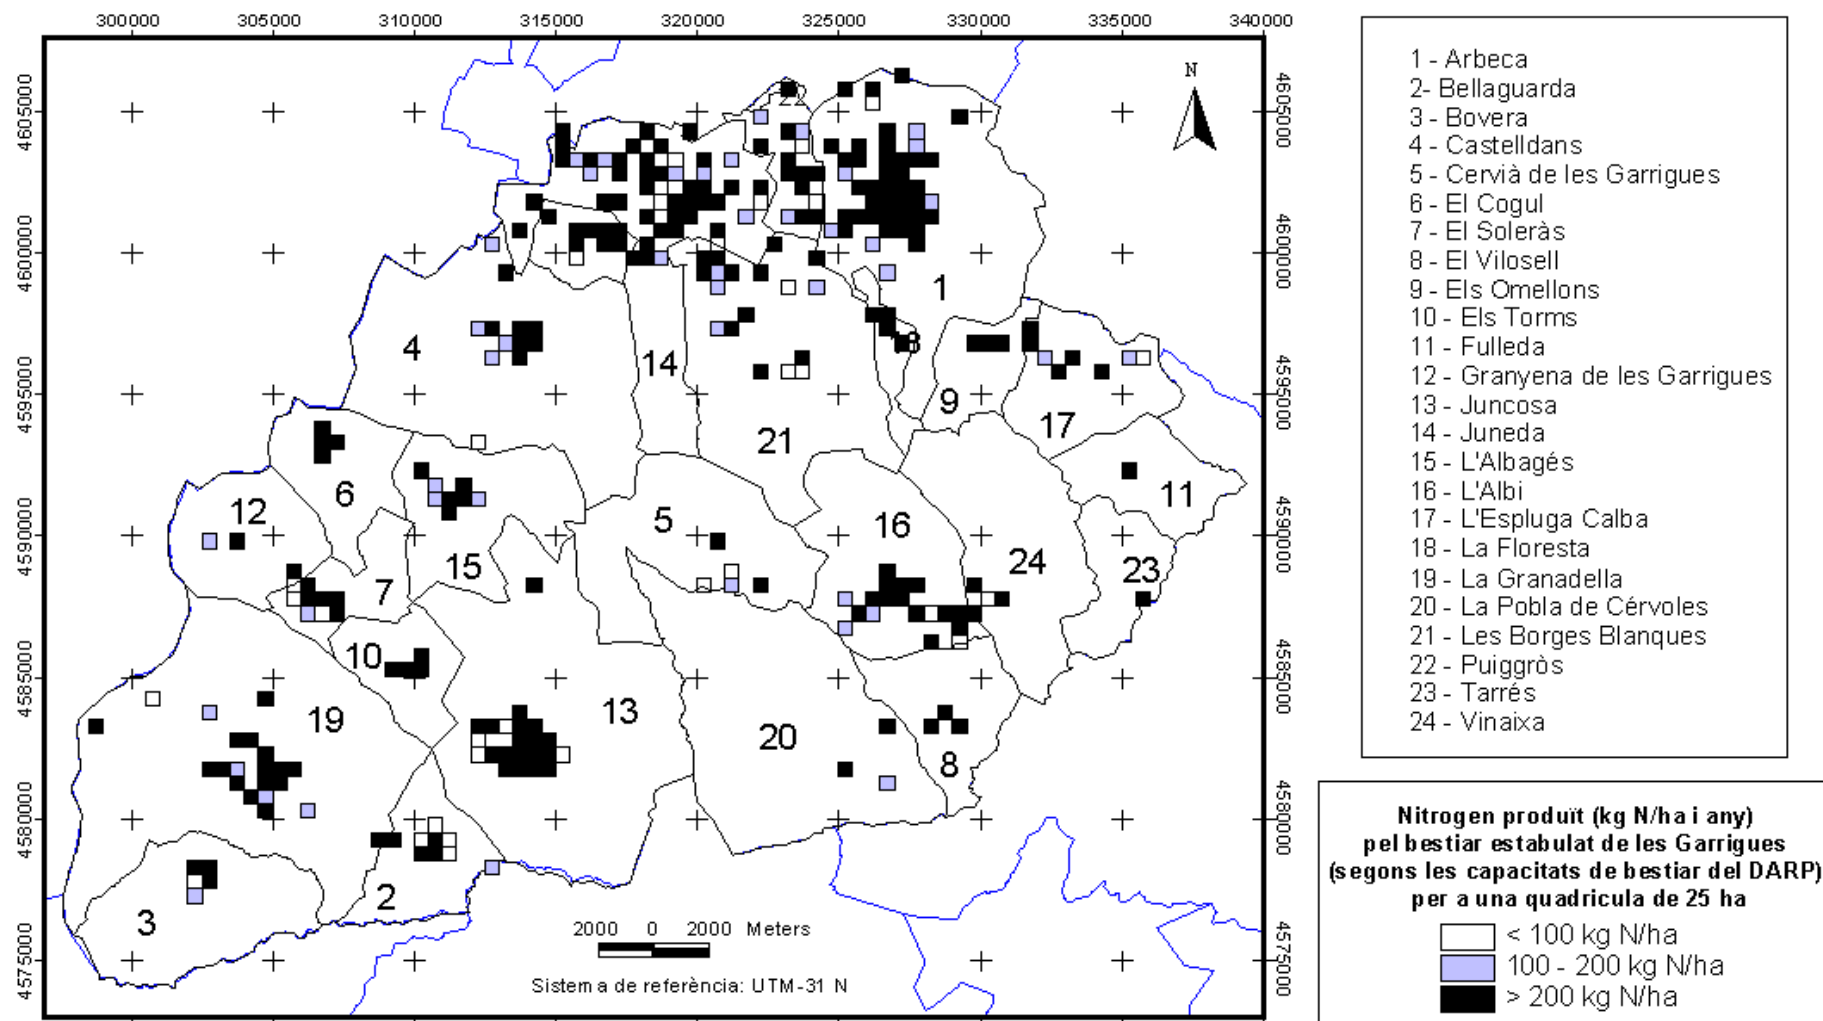 300000 305000 310000 315000 320000 325000 330000 335000 340000
4605000 4600000 4595000 4590000 4585000 4580000 4575000
4605000 4600000 4595000 4590000 4585000 4580000 4575000
N
22
1
4
14
18
9
17
21
6
12
11
5
16
15
24
23
7
10
19
13
20
8
2
3
2000 0 2000 Meters
Sistema de referència: UTM-31 N
1 - Arbeca
2- Bellaguarda
3 - Bovera
4 - Castelldans
5 - Cervià de les Garrigues
6 - El Cogul
7 - El Soleràs
8 - El Vilosell
9 - Els Omellons
10 - Els Torms
11 - Fulleda
12 - Granyena de les Garrigues
13 - Juncosa
14 - Juneda
15 - L'Albagés
16 - L'Albi
17 - L'Espluga Calba
18 - La Floresta
19 - La Granadella
20 - La Pobla de Cérvoles
21 - Les Borges Blanques
22 - Puiggròs
23 - Tarrés
24 - Vinaixa
Nitrogen produït (kg N/ha i any)
pel bestiar estabulat de les Garrigues
(segons les capacitats de bestiar del DARP)
per a una quadricula de 25 ha
< 100 kg N/ha
100 - 200 kg N/ha
> 200 kg N/ha